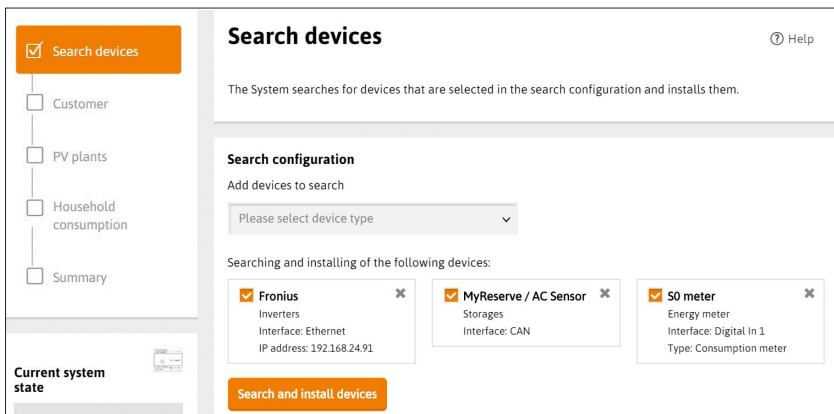 Search devices
Customer
PV plants
Household
consumption
Summary
Current system
state
Search devices
Help
The System searches for devices that are selected in the search configuration and installs them.
Search configuration
Add devices to search
Please select device type
Searching and installing of the following devices:
Fronius
Inverters
Interface: Ethernet
IP address: 192.168.24.91
MyReserve / AC Sensor
Storages
Interface: CAN
S0 meter
Energy meter
Interface: Digital In 1
Type: Consumption meter
Search and install devices